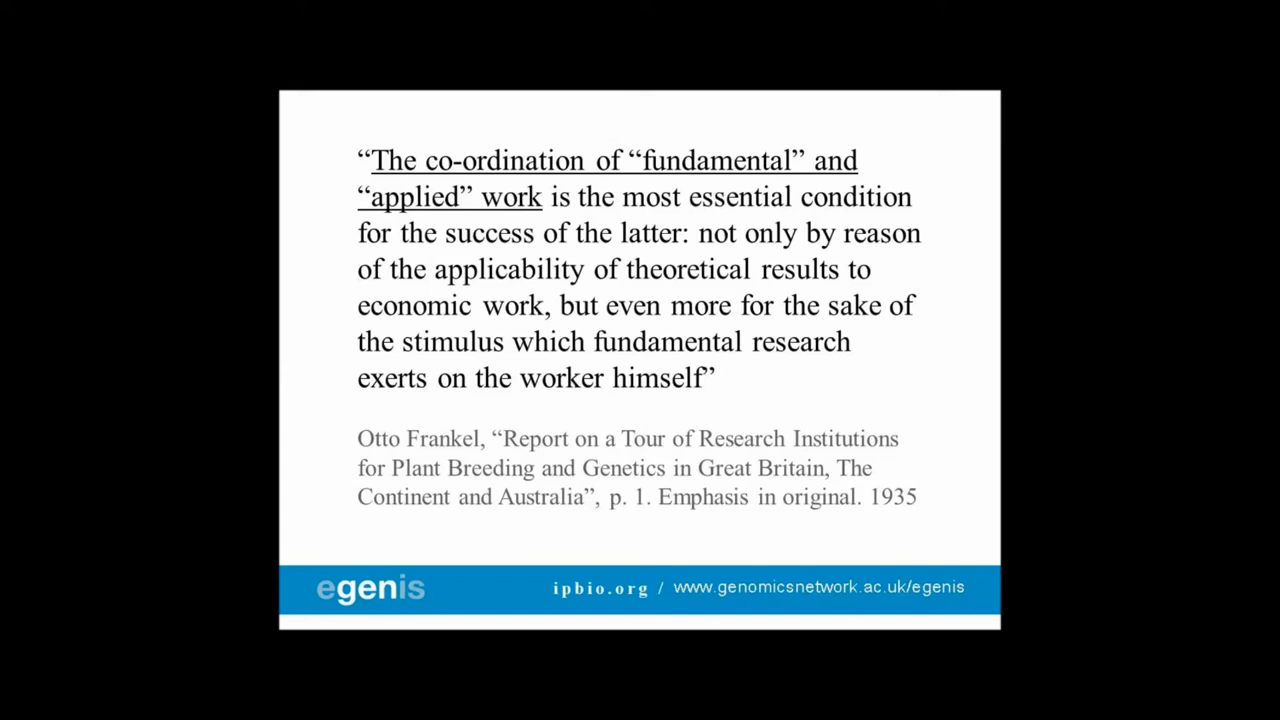 “The co-ordination of “fundamental” and
“applied” work is the most essential condition
for the success of the latter: not only by reason
of the applicability of theoretical results to
economic work, but even more for the sake of
the stimulus which fundamental research
exerts on the worker himself”
Otto Frankel, “Report on a Tour of Research Institutions
for Plant Breeding and Genetics in Great Britain, The
Continent and Australia”, p. 1. Emphasis in original. 1935
egenis ipbio.org / www.genomicsnetwork.ac.uk/egenis